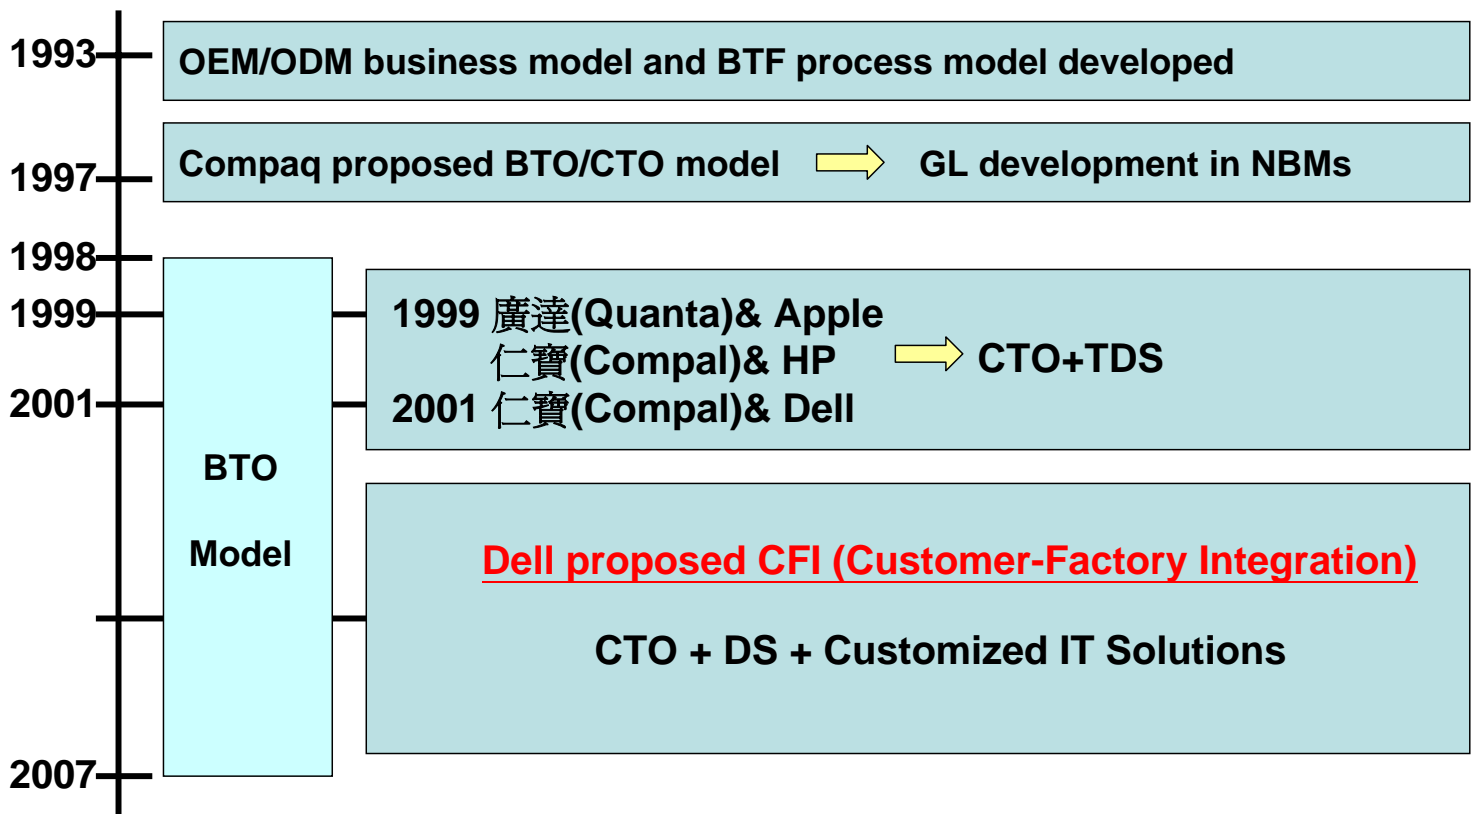 1993
OEM/ODM business model and BTF process model developed
1997
Compaq proposed BTO/CTO model GL development in NBMs
1998
1999
2001
2007
BTO
Model
1999 廣達(Quanta)& Apple
仁寶(Compal)& HP
2001 仁寶(Compal)& Dell
CTO+TDS
Dell proposed CFI (Customer-Factory Integration)
CTO + DS + Customized IT Solutions